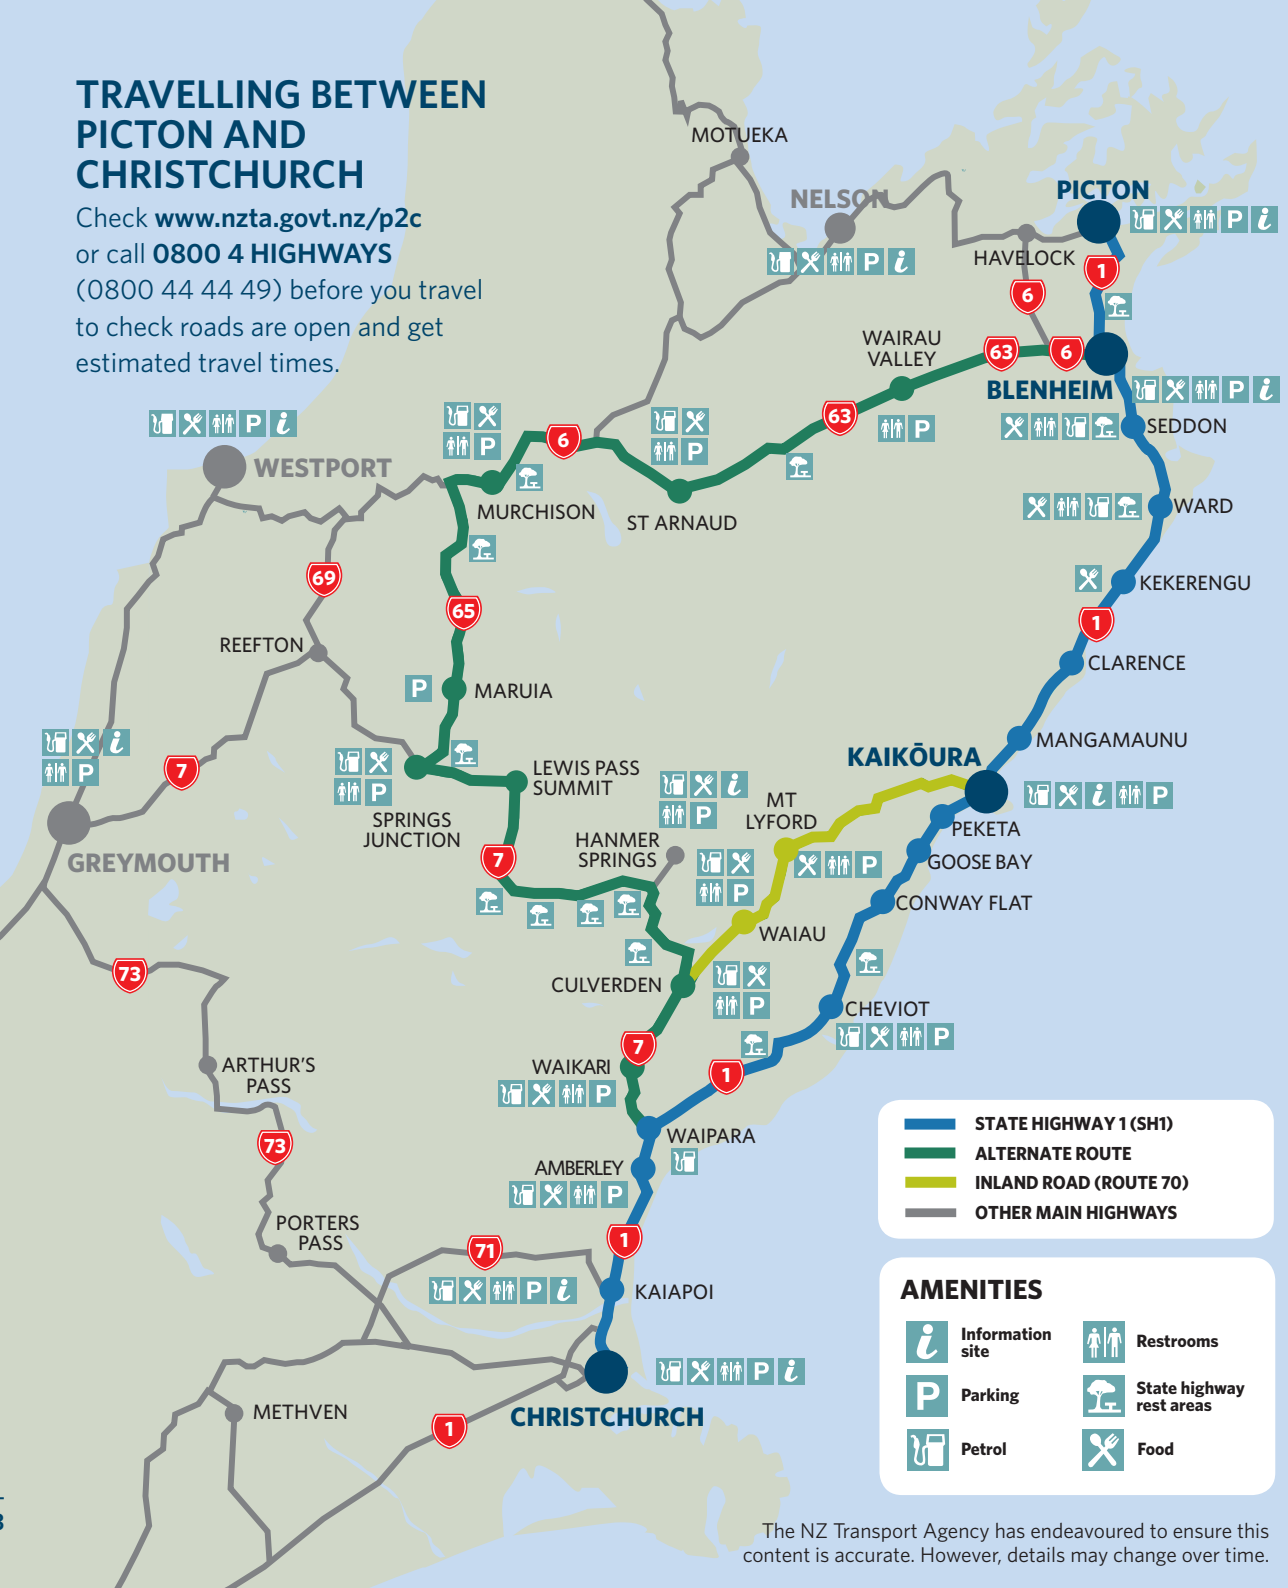 TRAVELLING BETWEEN
PICTON AND
CHRISTCHURCH
Check www.nzta.govt.nz/p2c
or call 0800 4 HIGHWAYS
(0800 44 44 49) before you travel
to check roads are open and get
estimated travel times.
MOTUEKA
NELSON
PICTON
HAVELOCK
1
6
WAIRAU
VALLEY
63
6
BLENHEIM
63
SEDDON
WESTPORT
6
MURCHISON
ST ARNAUD
WARD
69
65
KEKERENGU
1
REEFTON
CLARENCE
MARUIA
MANGAMAUNU
KAIKŌURA
7
LEWIS PASS
SUMMIT
SPRINGS
JUNCTION
MT
LYFORD
PEKETA
GREYMOUTH
7
HANMER
SPRINGS
GOOSE BAY
CONWAY FLAT
WAIAU
73
CULVERDEN
CHEVIOT
7
WAIKARI
1
ARTHUR'S
PASS
WAIPARA
73
AMBERLEY
PORTERS
PASS
71
1
KAIAPOI
METHVEN
1
CHRISTCHURCH
STATE HIGHWAY 1 (SH1)
ALTERNATE ROUTE
INLAND ROAD (ROUTE 70)
OTHER MAIN HIGHWAYS
AMENITIES
Information
site
Restrooms
P
Parking
State highway
rest areas
Petrol
Food
The NZ Transport Agency has endeavoured to ensure this
content is accurate. However, details may change over time.